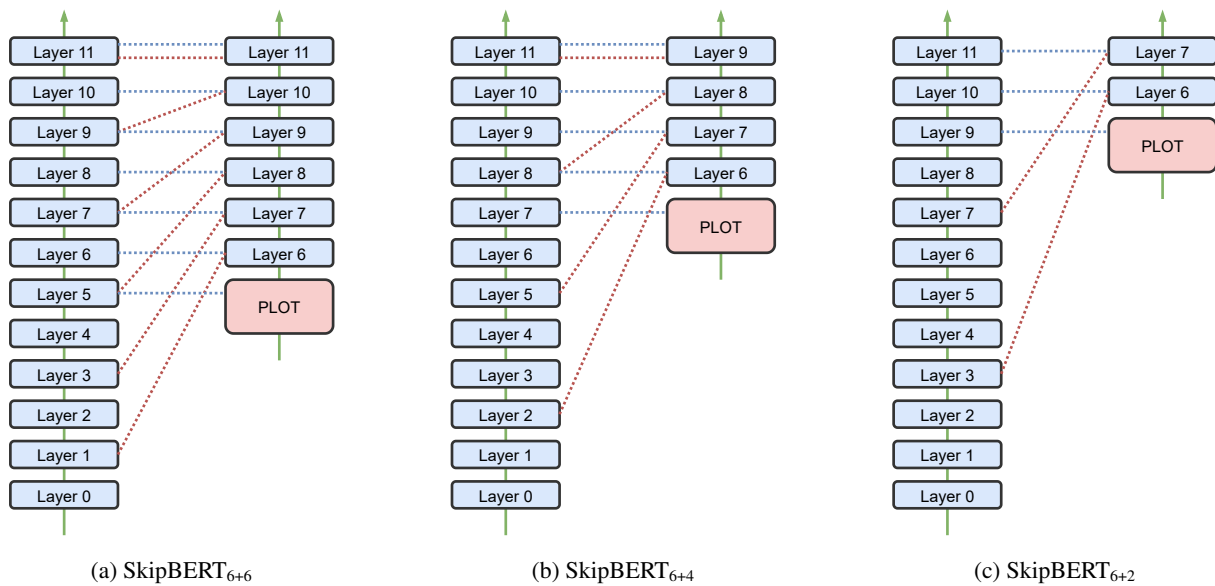 Layer 11
Layer 10
Layer 9
Layer 8
Layer 7
Layer 6
Layer 5
Layer 4
Layer 3
Layer 2
Layer 1
Layer 0
Layer 11
Layer 10
Layer 9
Layer 8
Layer 7
Layer 6
PLOT
(a) SkipBERT6+6
Layer 11
Layer 10
Layer 9
Layer 8
Layer 7
Layer 6
Layer 5
Layer 4
Layer 3
Layer 2
Layer 1
Layer 0
Layer 9
Layer 8
Layer 7
Layer 6
PLOT
(b) SkipBERT6+4
Layer 11
Layer 10
Layer 9
Layer 8
Layer 7
Layer 6
Layer 5
Layer 4
Layer 3
Layer 2
Layer 1
Layer 0
Layer 7
Layer 6
PLOT
(c) SkipBERT6+2